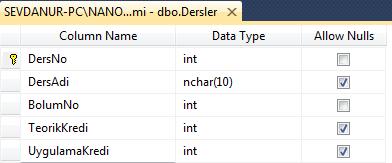 SEVDANUR-PC\NANO...mi - dbo.Dersler
Column Name Data Type Allow Nulls
DersNo int
DersAdi nchar(10)
BolumNo int
TeorikKredi int
UygulamaKredi int